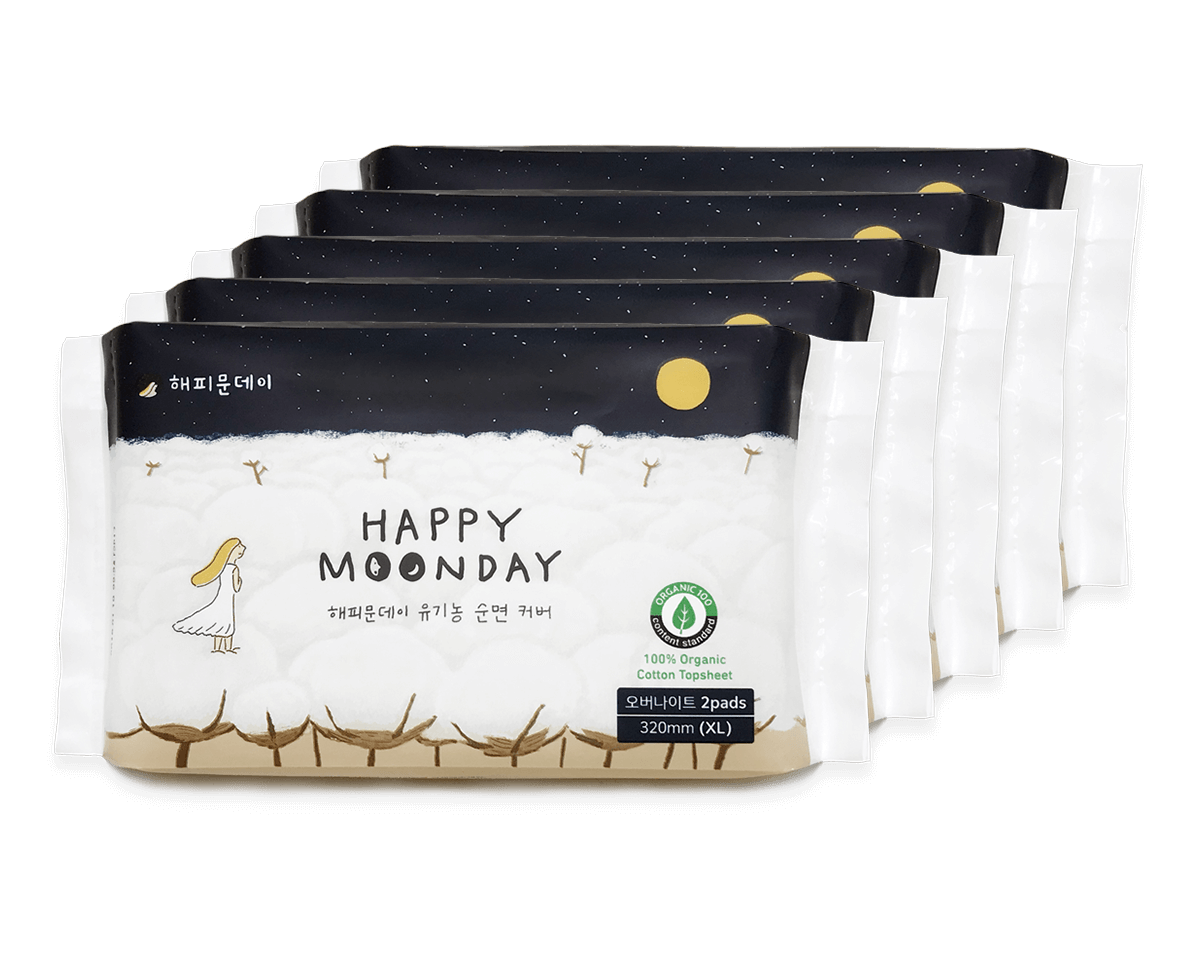 해피문데이
HAPPY
MOONDAY
해피문데이 유기농 순면 커버
ORGANIC 100
content standard
100% Organic
Cotton Topsheet
오버나이트 2pads
320mm (XL)